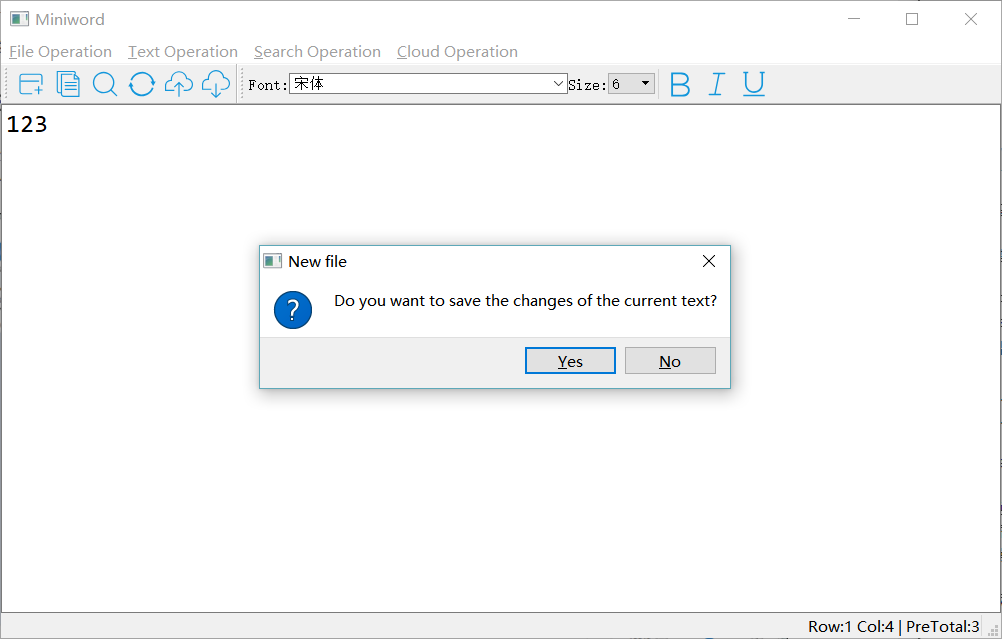 Miniword
File Operation Text Operation Search Operation Cloud Operation
Font: 宋体 Size: 6 B I U
123
New file
? Do you want to save the changes of the current text?
Yes No
Row:1 Col:4 | PreTotal:3